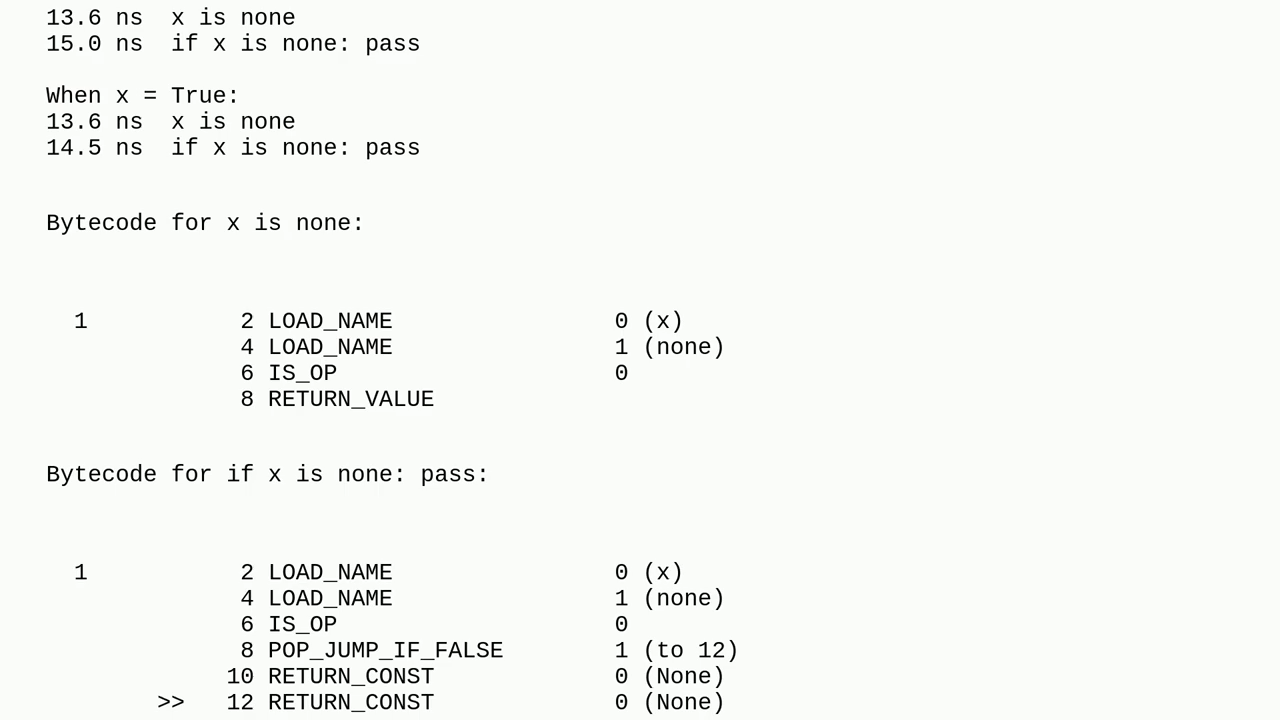 13.6 ns  x is none
15.0 ns  if x is none: pass
When x = True:
13.6 ns  x is none
14.5 ns  if x is none: pass
Bytecode for x is none:
  1           2 LOAD_NAME                0 (x)
              4 LOAD_NAME                1 (none)
              6 IS_OP                    0
              8 RETURN_VALUE
Bytecode for if x is none: pass:
  1           2 LOAD_NAME                0 (x)
              4 LOAD_NAME                1 (none)
              6 IS_OP                    0
              8 POP_JUMP_IF_FALSE        1 (to 12)
             10 RETURN_CONST             0 (None)
        >>   12 RETURN_CONST             0 (None)